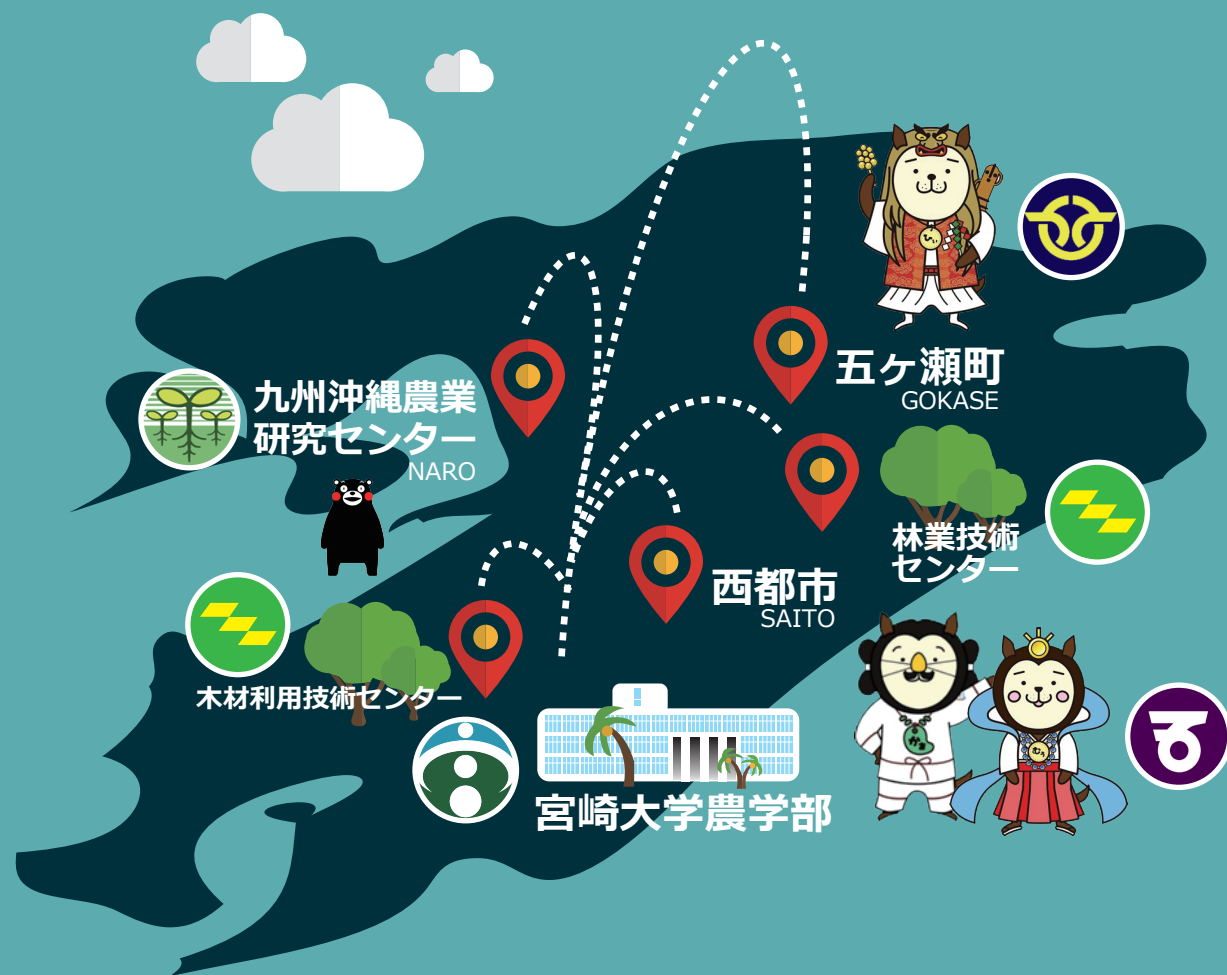 五ヶ瀬町
GOKASE
九州沖縄農業
研究センター
NARO
林業技術
センター
西都市
SAITO
木材利用技術センター
宮崎大学農学部